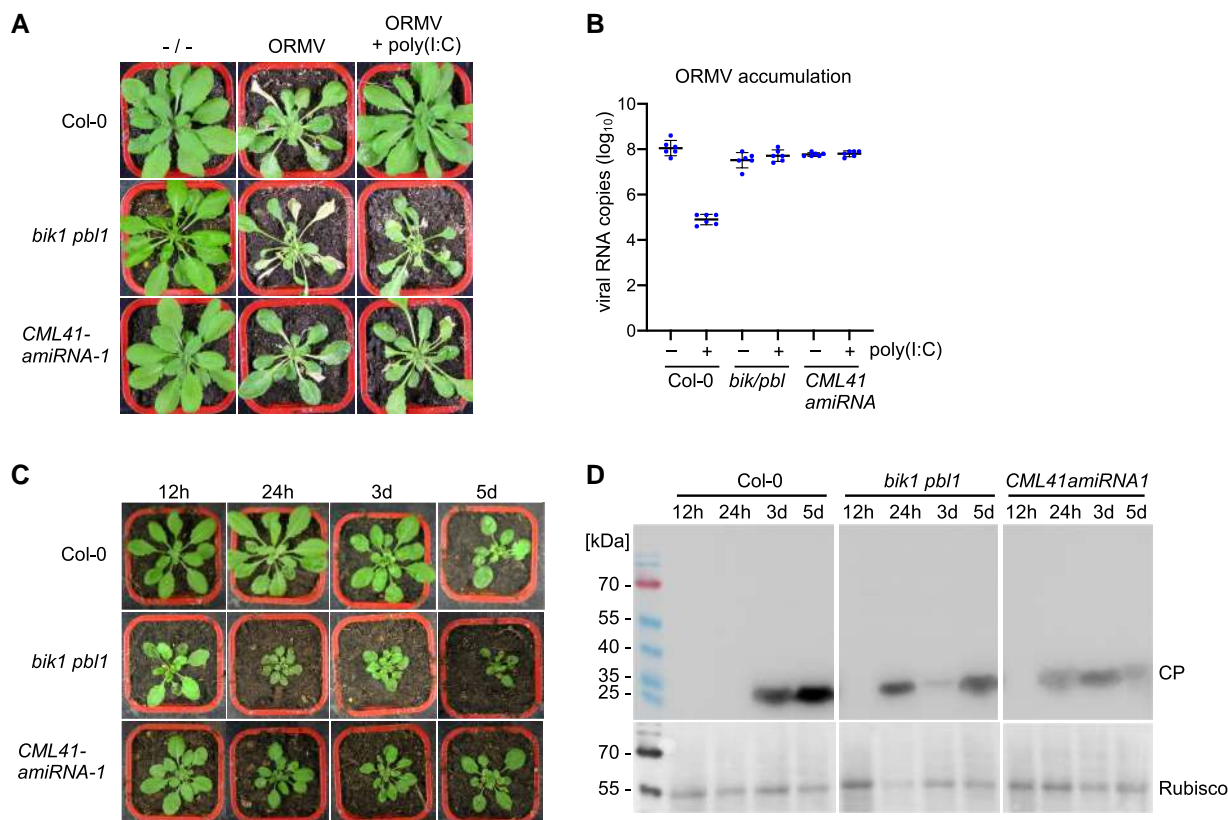 A
- / -
ORMV
ORMV
+ poly(I:C)
Col-0
bik1 pbl1
CML41-
amiRNA-1
B
ORMV accumulation
viral RNA copies (log10)
10
8
6
4
2
0
– + – + – + poly(I:C)
Col-0 bik/pbl CML41
amiRNA
C
12h 24h 3d 5d
Col-0
bik1 pbl1
CML41-
amiRNA-1
D
Col-0 bik1 pbl1 CML41amiRNA1
12h 24h 3d 5d 12h 24h 3d 5d 12h 24h 3d 5d
[kDa]
70 -
55 -
40 -
35 -
25 -
CP
70 -
55 -
Rubisco